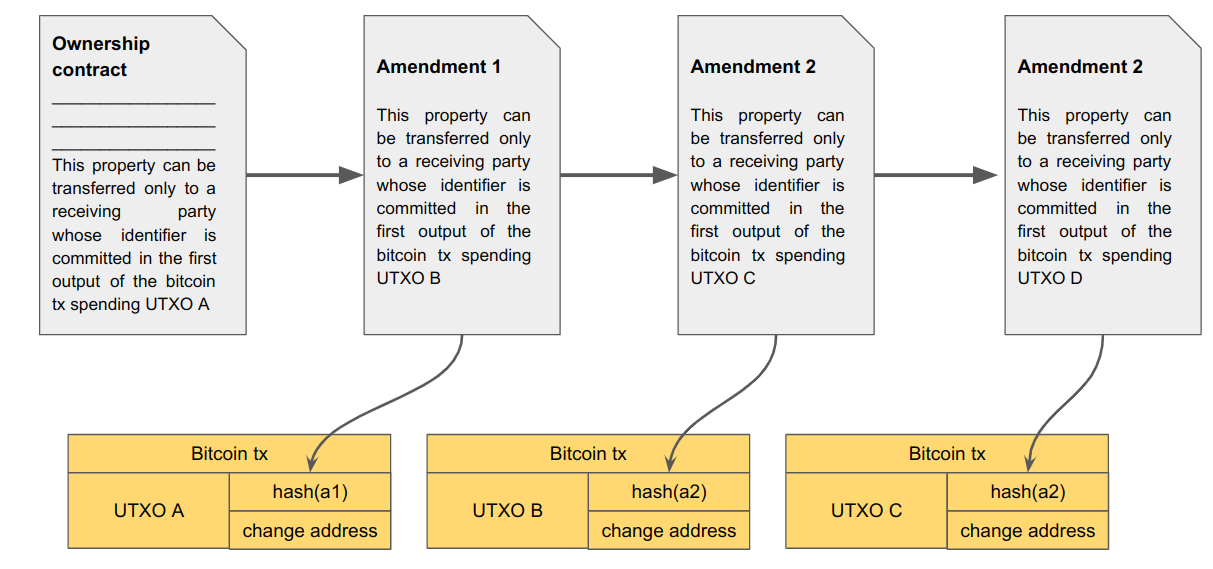 Ownership
contract
___________________
___________________
___________________
This property can be
transferred only to a
receiving party
whose identifier is
committed in the first
output of the bitcoin
tx spending UTXO A
Amendment 1
This property can
be transferred only
to a receiving party
whose identifier is
committed in the
first output of the
bitcoin tx spending
UTXO B
Amendment 2
This property can
be transferred only
to a receiving party
whose identifier is
committed in the
first output of the
bitcoin tx spending
UTXO C
Amendment 2
This property can
be transferred only
to a receiving party
whose identifier is
committed in the
first output of the
bitcoin tx spending
UTXO D
Bitcoin tx
UTXO A
hash(a1)
change address
Bitcoin tx
UTXO B
hash(a2)
change address
Bitcoin tx
UTXO C
hash(a2)
change address